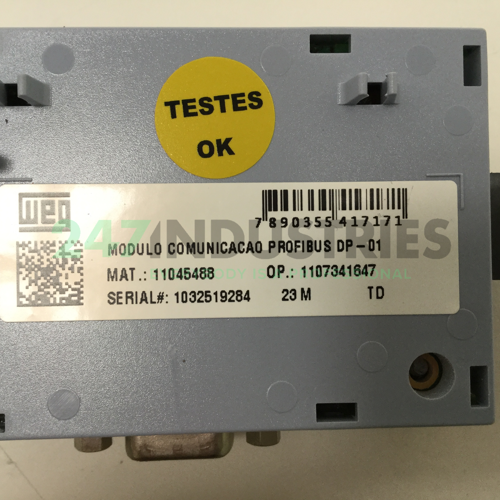 TESTES
OK
weg
7 890355 417171
247INDUSTRIES
MODULO COMUNICACAO PROFIBUS DP-01
MAT.: 11045488 OP.: 1107341647
SERIAL#: 1032519284 23 M TD